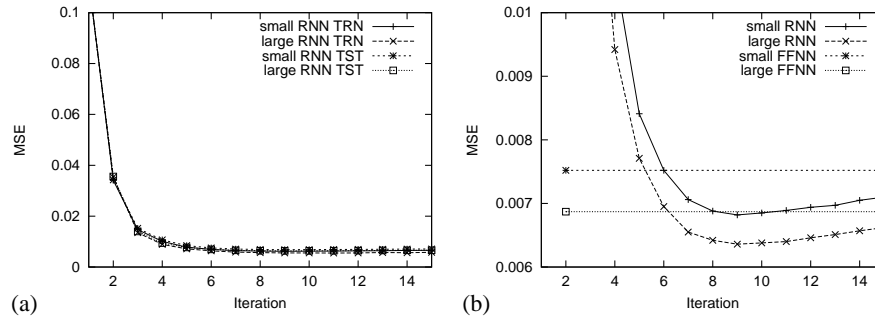 0.1
0.08
0.06
0.04
0.02
0
MSE
2
4
6
8
10
12
14
Iteration
small RNN TRN
large RNN TRN
small RNN TST
large RNN TST
(a)
0.01
0.009
0.008
0.007
0.006
MSE
2
4
6
8
10
12
14
Iteration
small RNN
large RNN
small FFNN
large FFNN
(b)